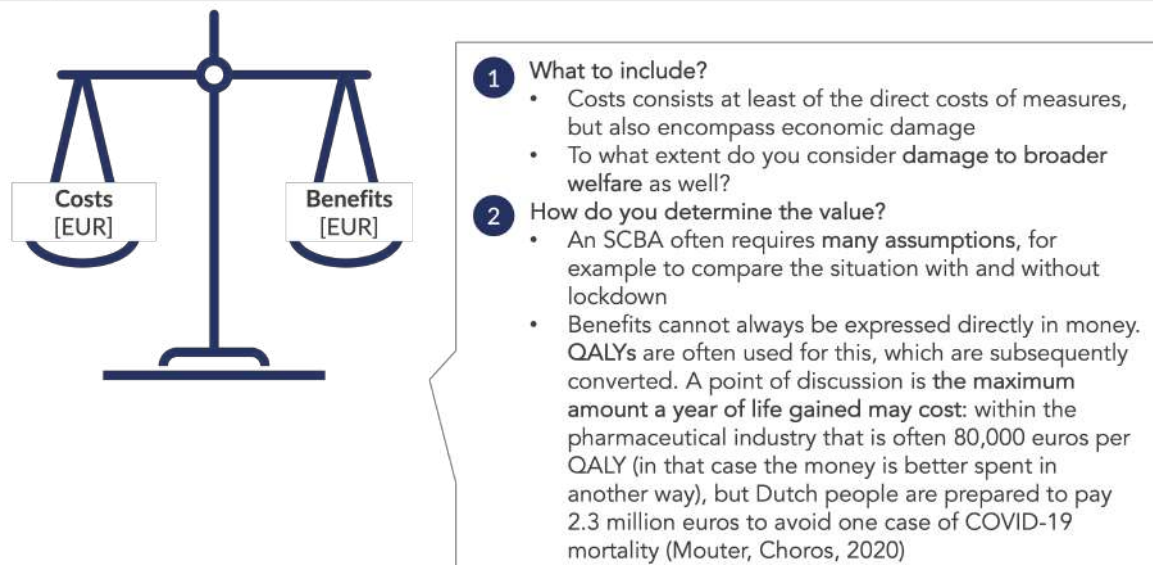 Costs
[EUR]
Benefits
[EUR]
1
What to include?
• Costs consists at least of the direct costs of measures,
but also encompass economic damage
• To what extent do you consider damage to broader
welfare as well?
2
How do you determine the value?
• An SCBA often requires many assumptions, for
example to compare the situation with and without
lockdown
• Benefits cannot always be expressed directly in money.
QALYs are often used for this, which are subsequently
converted. A point of discussion is the maximum
amount a year of life gained may cost: within the
pharmaceutical industry that is often 80,000 euros per
QALY (in that case the money is better spent in
another way), but Dutch people are prepared to pay
2.3 million euros to avoid one case of COVID-19
mortality (Mouter, Choros, 2020)